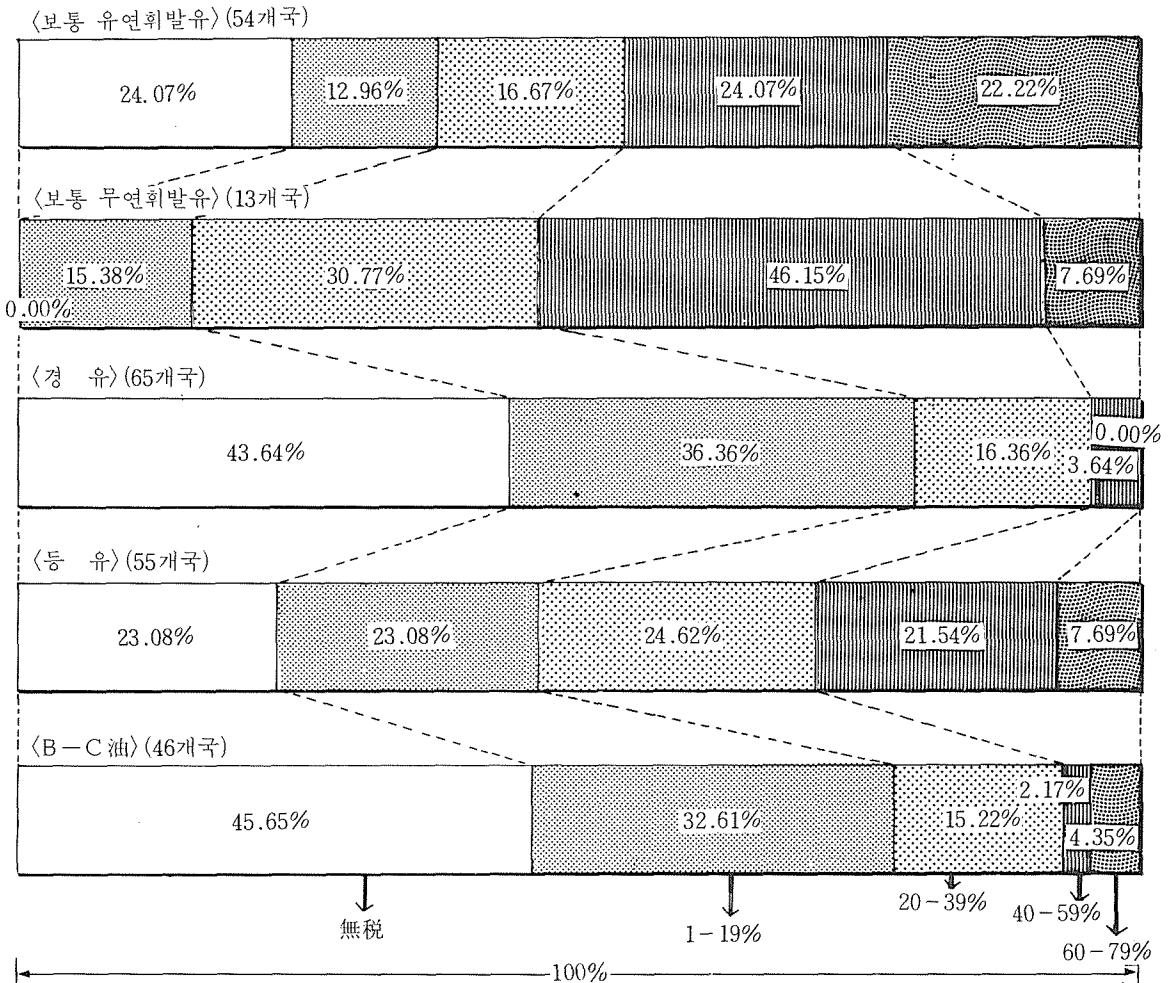 〈보통 유연휘발유〉(54개국)
24.07% 12.96% 16.67% 24.07% 22.22%
〈보통 무연휘발유〉(13개국)
15.38% 30.77% 46.15% 7.69%
0.00%
〈경 유〉(65개국)
0.00%
43.64% 36.36% 16.36%
3.64%
〈등 유〉(55개국)
23.08% 23.08% 24.62% 21.54% 7.69%
〈B-C油〉(46개국)
2.17%
45.65% 32.61% 15.22%
4.35%
無税 1-19% 20-39% 40-59% 60-79%
100%